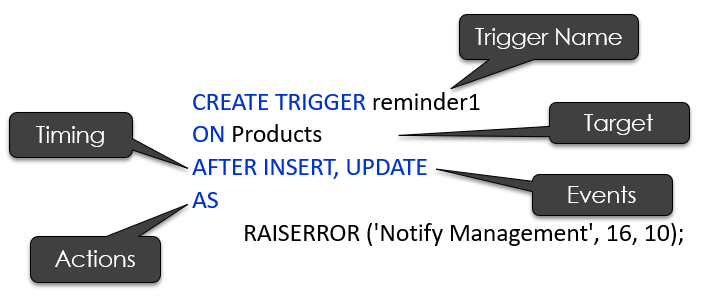 Trigger Name
CREATE TRIGGER reminder1
ON Products
Target
Timing
AFTER INSERT, UPDATE
Events
AS
RAISERROR ('Notify Management', 16, 10);
Actions